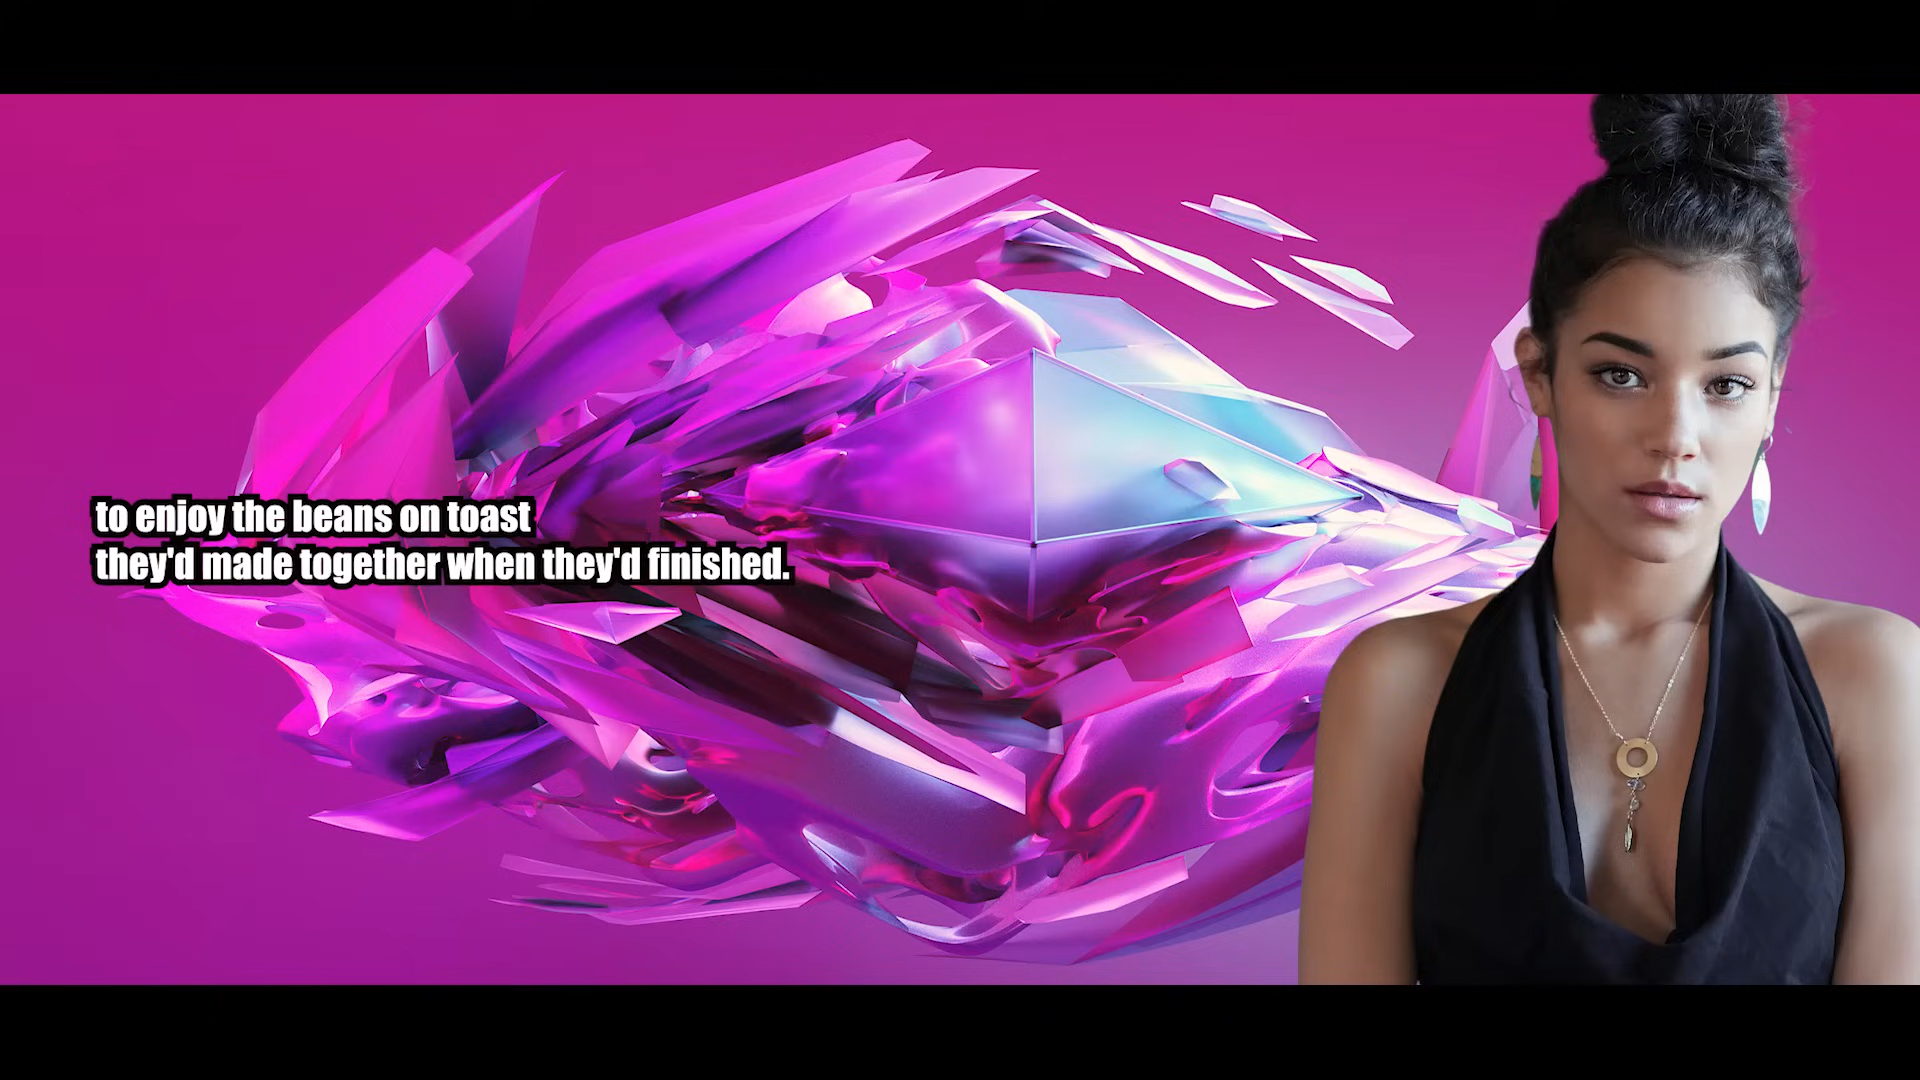 to enjoy the beans on toast
they'd made together when they'd finished.